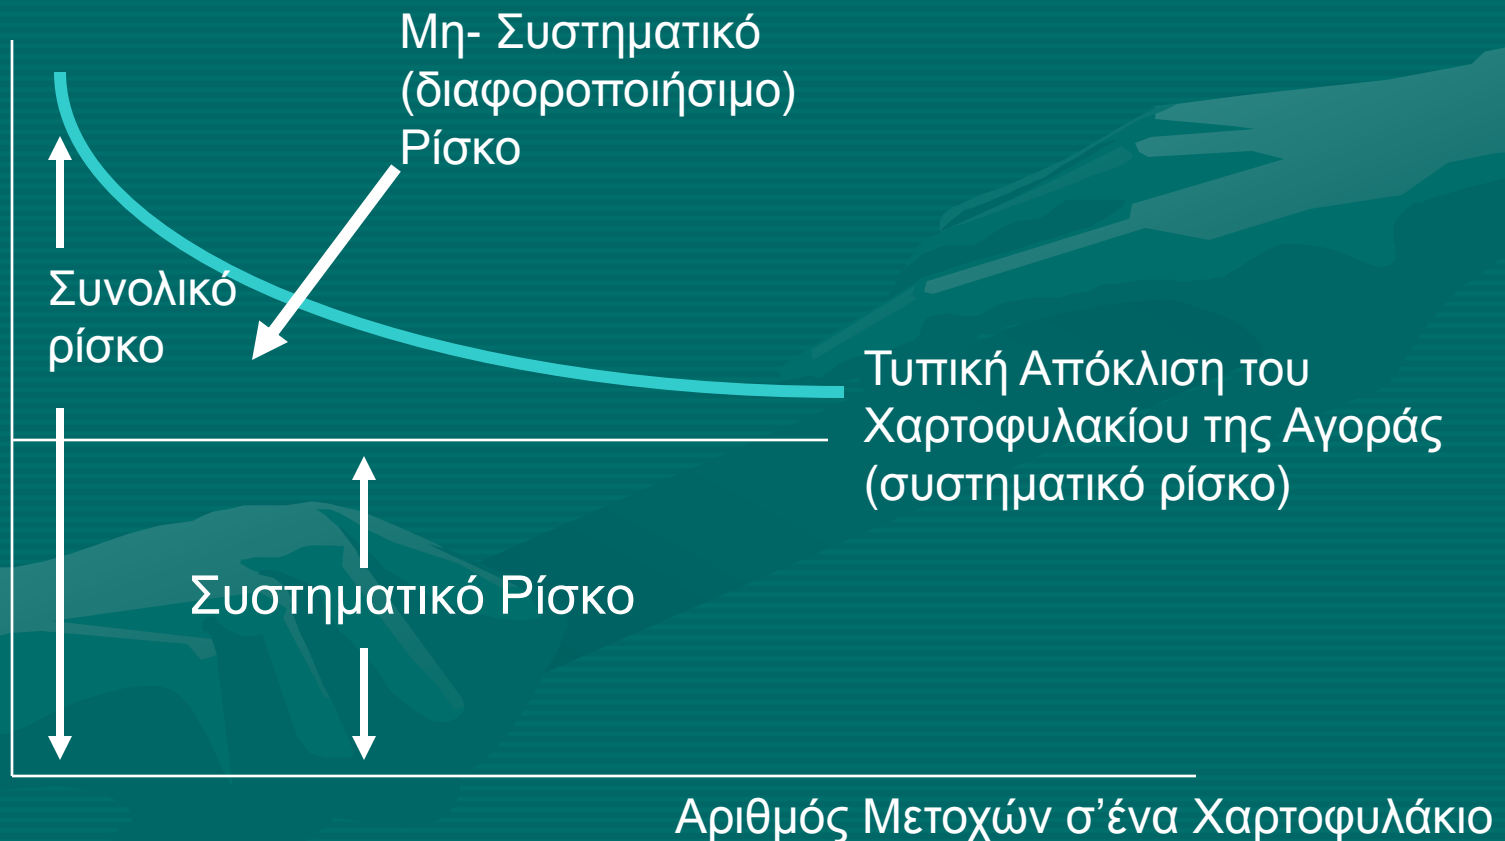 Μη- Συστηματικό
(διαφοροποιήσιμο)
Ρίσκο
Συνολικό
ρίσκο
Τυπική Απόκλιση του
Χαρτοφυλακίου της Αγοράς
(συστηματικό ρίσκο)
Συστηματικό Ρίσκο
Αριθμός Μετοχών σ’ένα Χαρτοφυλάκιο